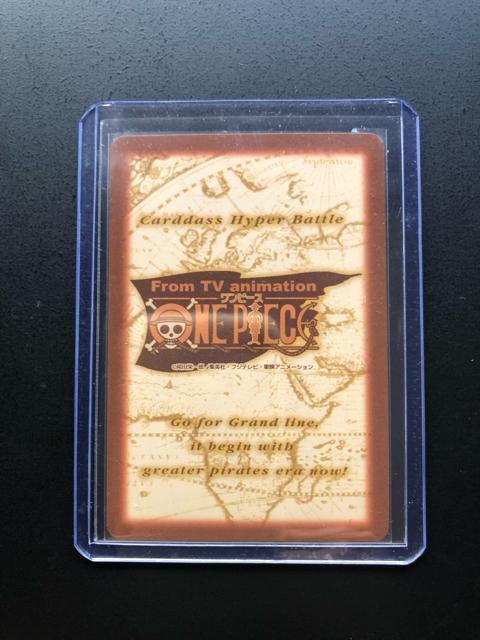 Septentrio
Carddass Hyper Battle
From TV animation
ワンピース
ONE PIECE
©尾田栄一郎/集英社・フジテレビ・東映アニメーション
Go for Grand line,
it begin with
greater pirates era now!